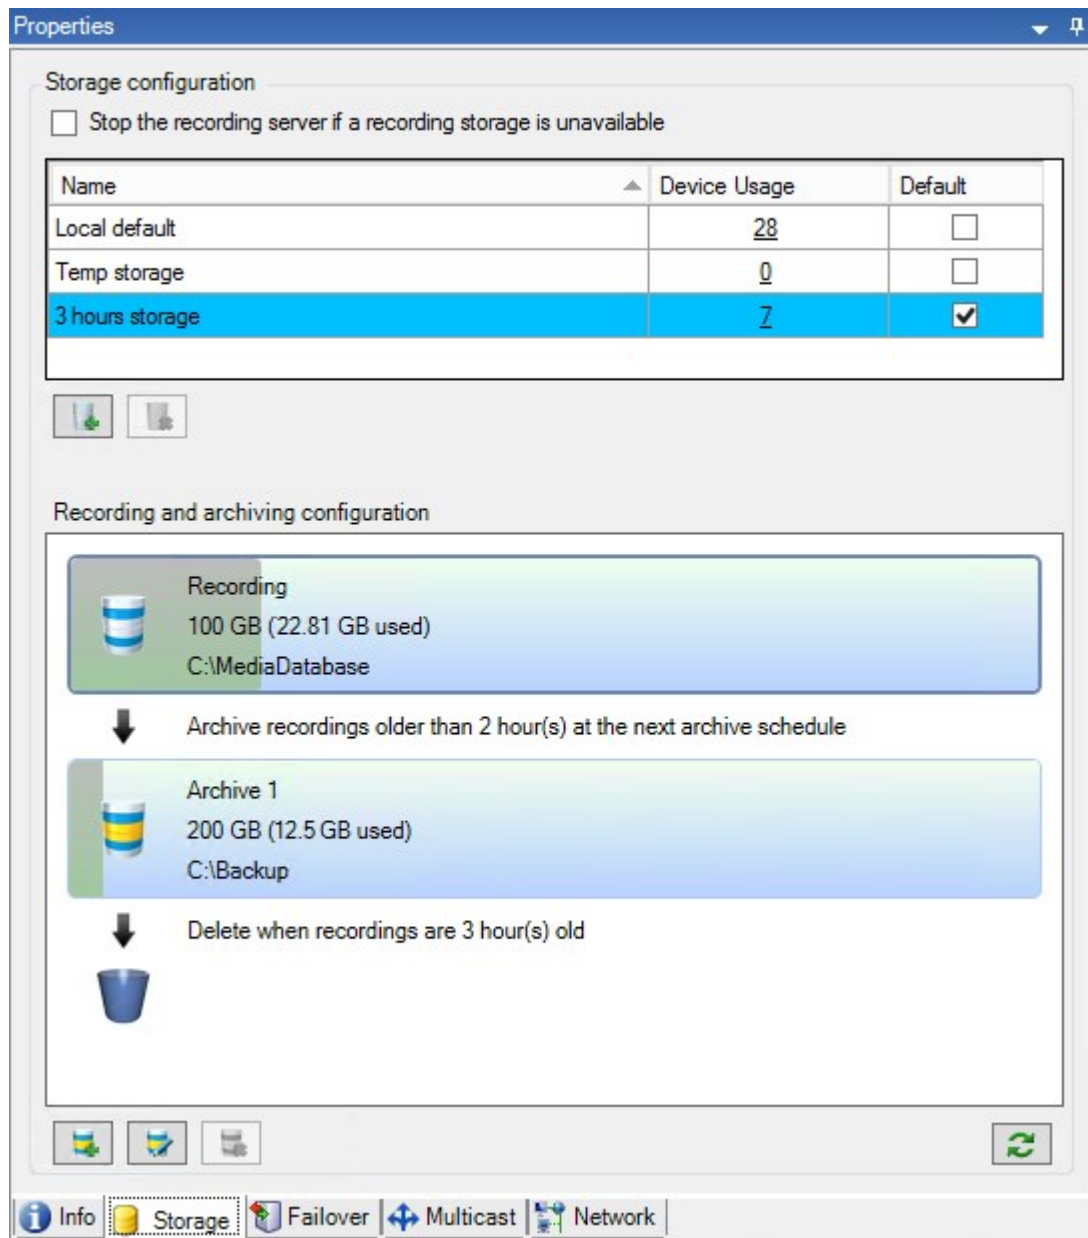 Properties
Storage configuration
Stop the recording server if a recording storage is unavailable
Name Device Usage Default
Local default 28
Temp storage 0
3 hours storage 7
Recording and archiving configuration
Recording
100 GB (22.81 GB used)
C:\MediaDatabase
Archive recordings older than 2 hour(s) at the next archive schedule
Archive 1
200 GB (12.5 GB used)
C:\Backup
Delete when recordings are 3 hour(s) old
Info Storage Failover Multicast Network